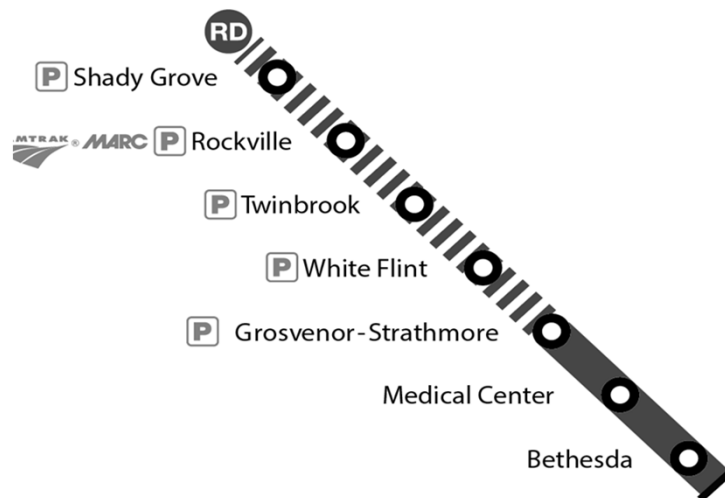 RD
P Shady Grove
MTRAK® MARC P Rockville
P Twinbrook
P White Flint
P Grosvenor-Strathmore
Medical Center
Bethesda